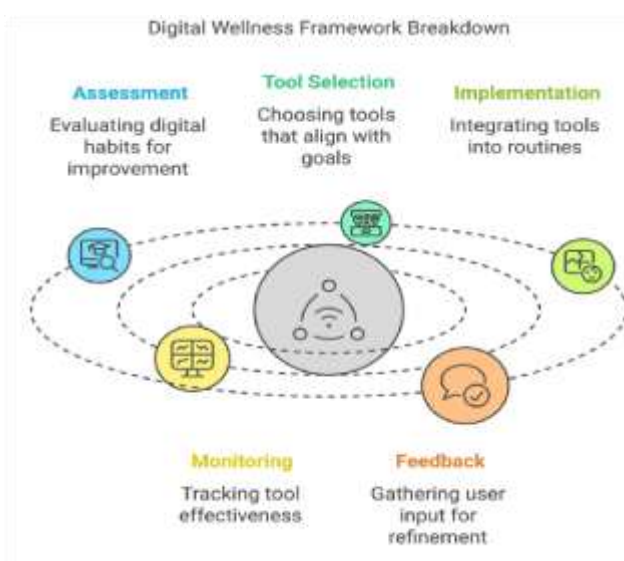 Digital Wellness Framework Breakdown
Assessment
Evaluating digital
habits for
improvement
Tool Selection
Choosing tools
that align with
goals
Implementation
Integrating tools
into routines
Monitoring
Tracking tool
effectiveness
Feedback
Gathering user
input for
refinement